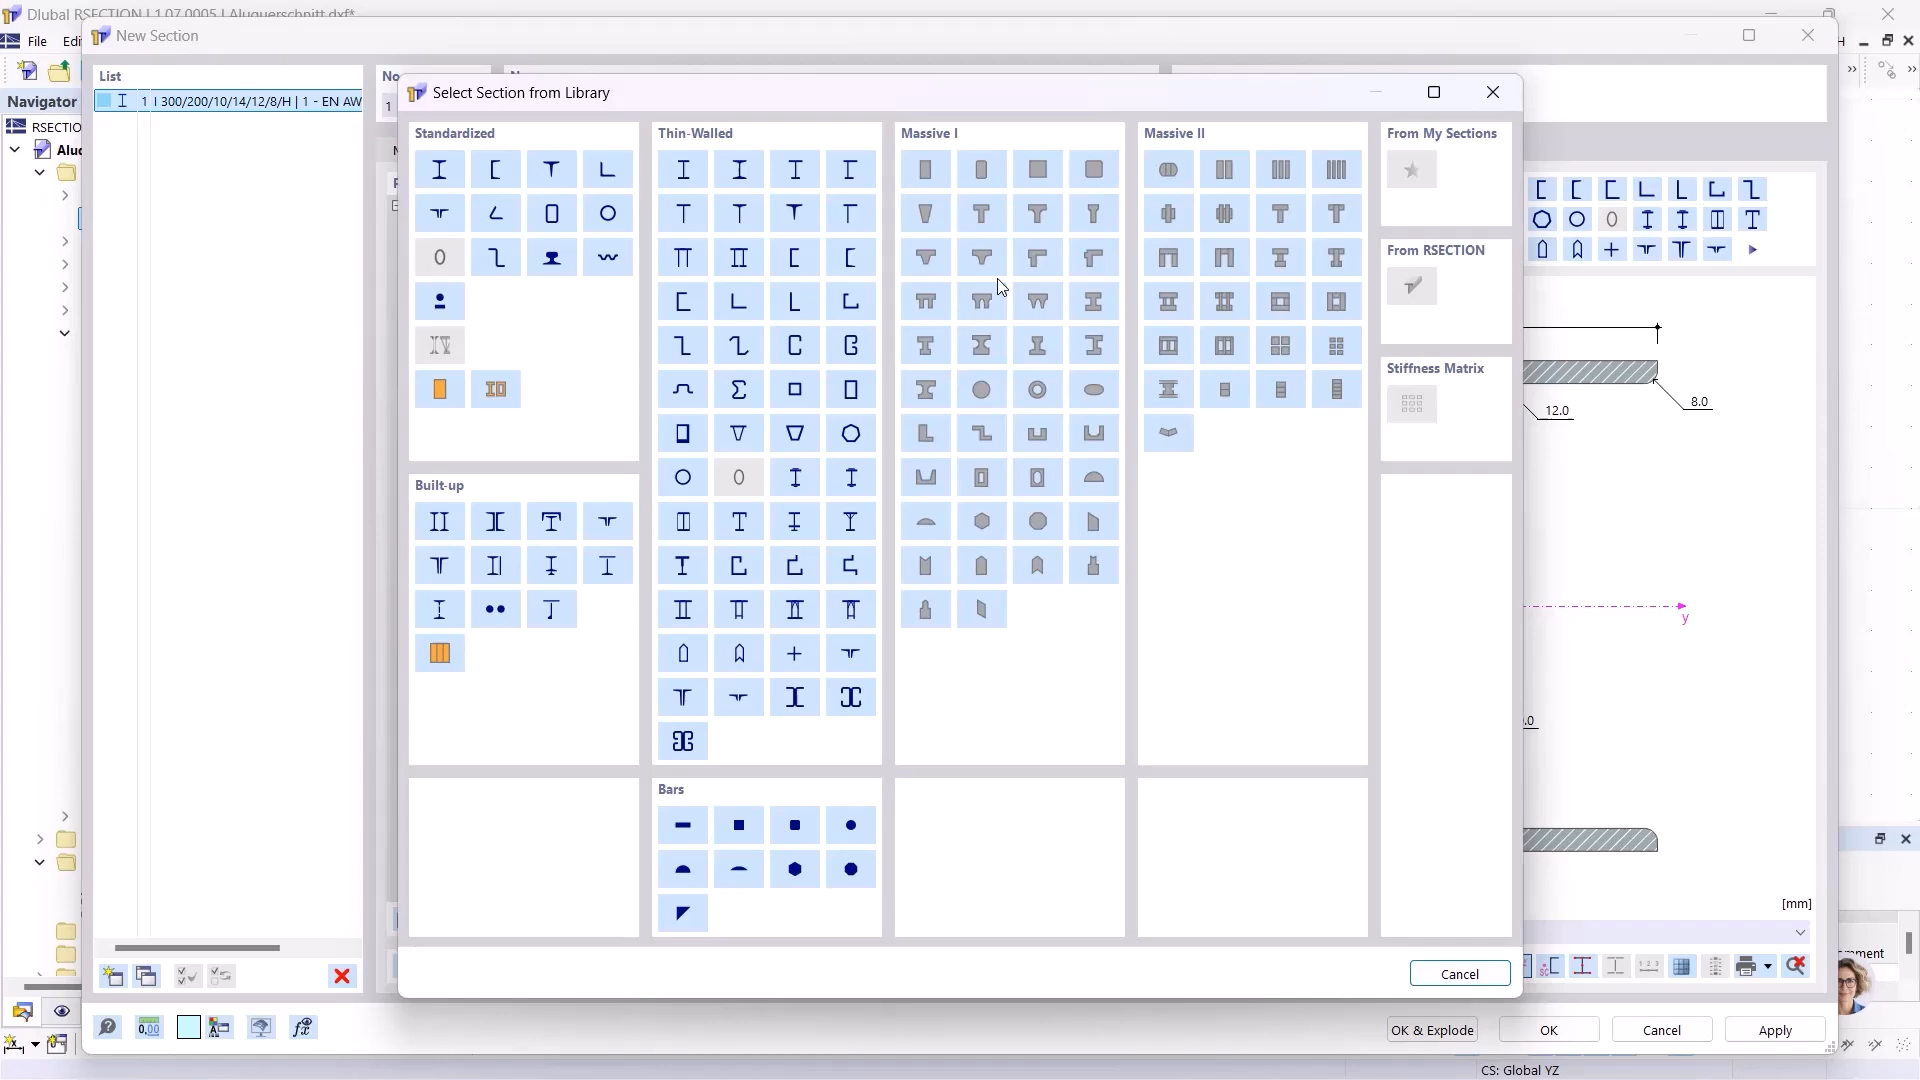 Dlubal RSECTION | 1.07.0005 | Aluquerschnitt.dxf*
New Section
File
List
No
1 I 300/200/10/14/12/8/H | 1 - EN AW
1
Navigator
RSECTIO
Select Section from Library
Standardized
Thin-Walled
Massive I
Massive II
From My Sections
From RSECTION
Stiffness Matrix
12.0
8.0
Built-up
y
.0
Bars
[mm]
mment
Cancel
OK & Explode
OK
Cancel
Apply
CS: Global YZ